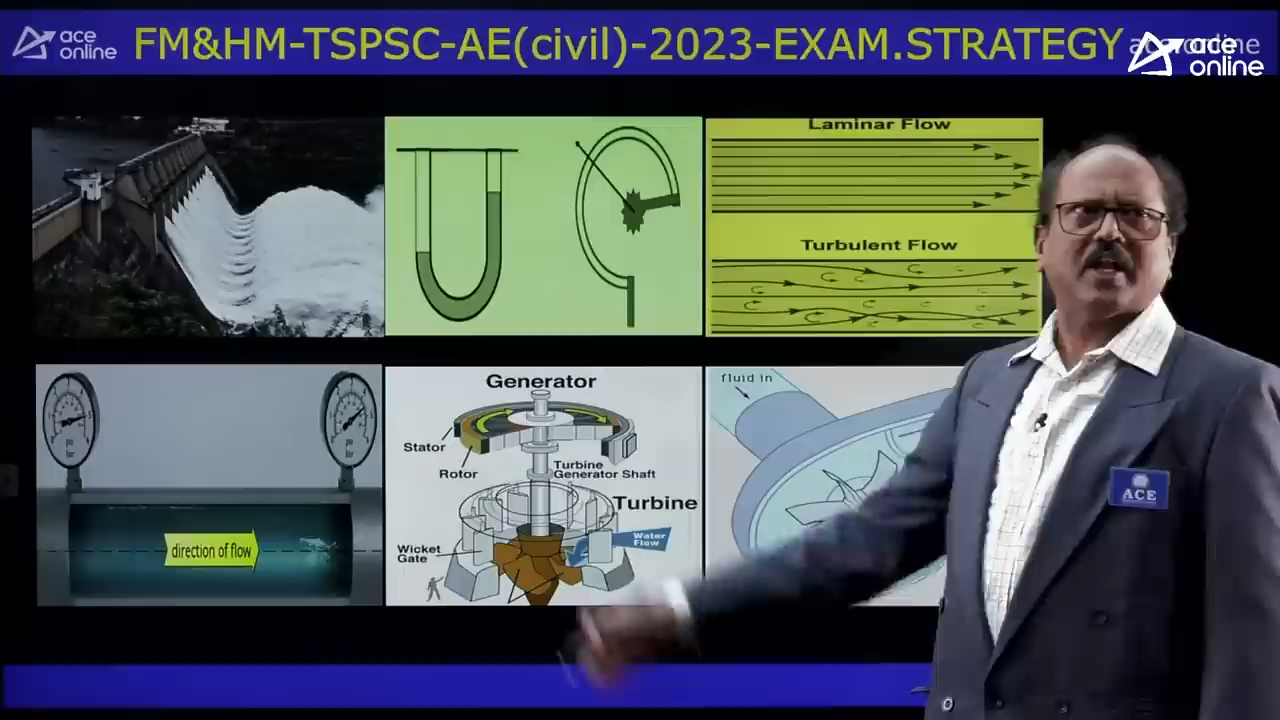 ace
online
FM&HM-TSPSC-AE(civil)-2023-EXAM.STRATEGY
ace
online
Laminar Flow
Turbulent Flow
direction of flow
Generator
Stator
Rotor
Turbine
Generator Shaft
Turbine
Water
Flow
Wicket
Gate
fluid in
ACE